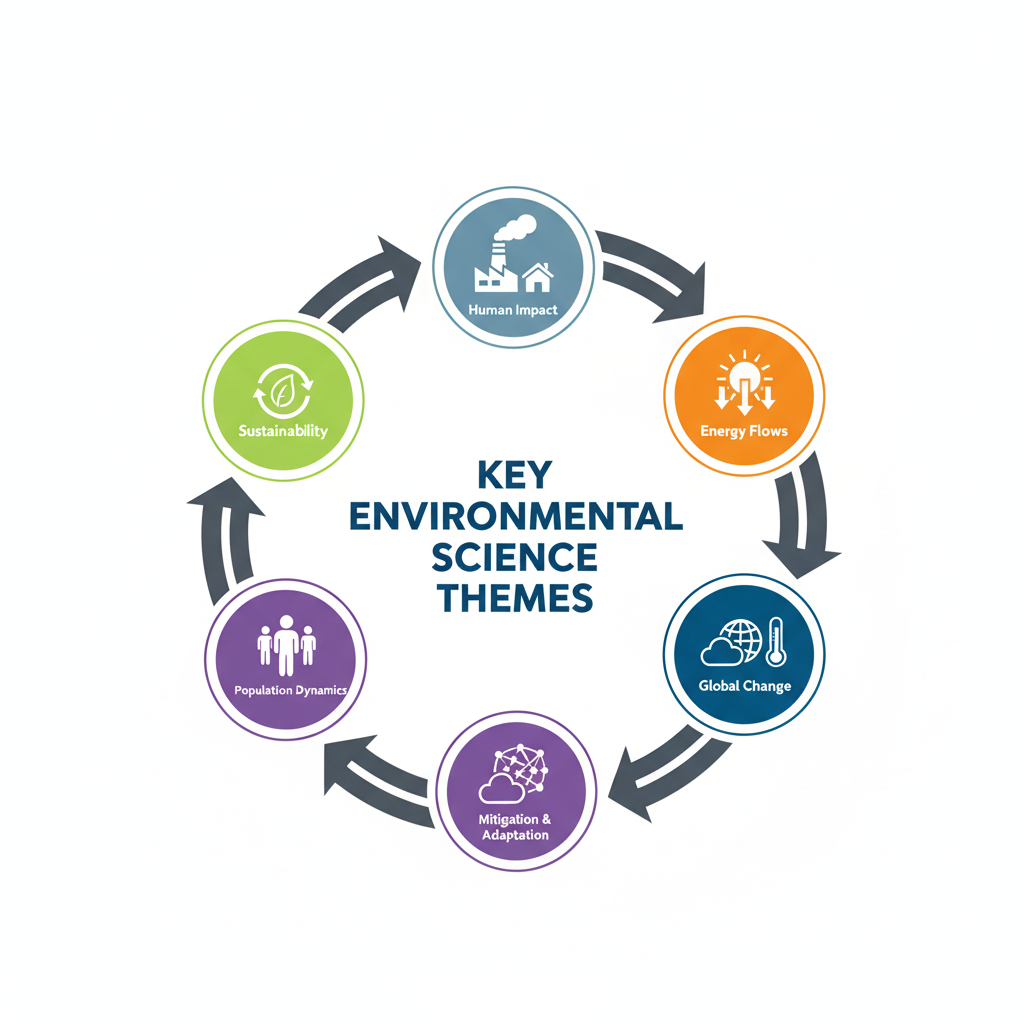 Human Impact
Energy Flows
Sustainability
KEY
ENVIRONMENTAL
SCIENCE
THEMES
Global Change
Population Dynamics
Mitigation &
Adaptation